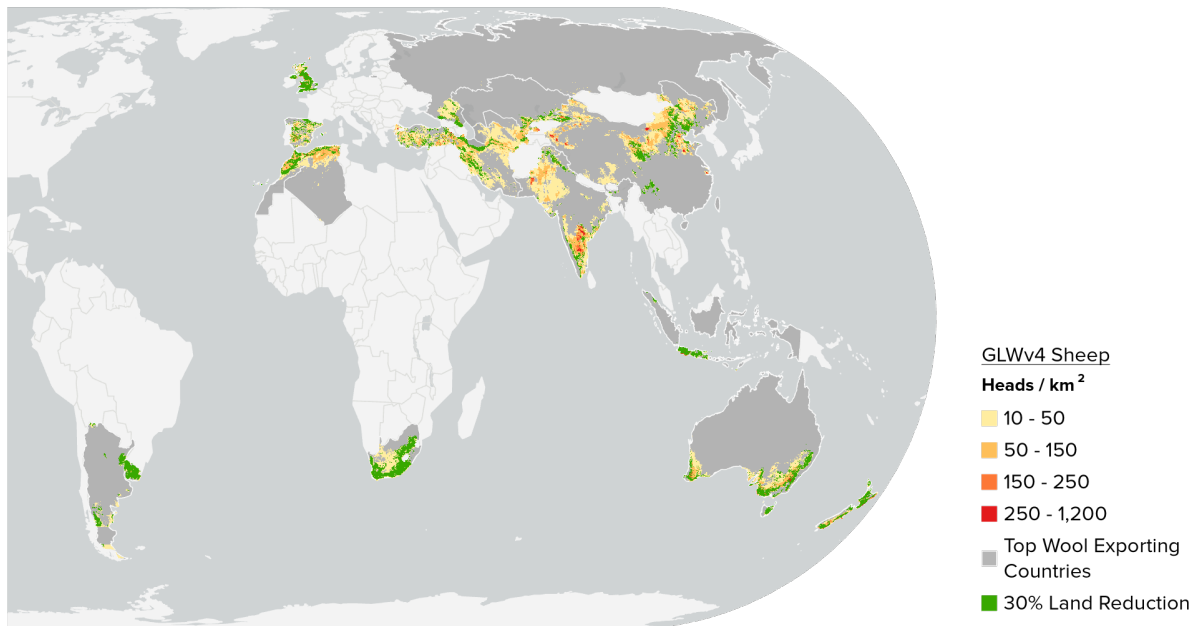 GLWv4 Sheep
Heads / km²
10 - 50
50 - 150
150 - 250
250 - 1,200
Top Wool Exporting
Countries
30% Land Reduction